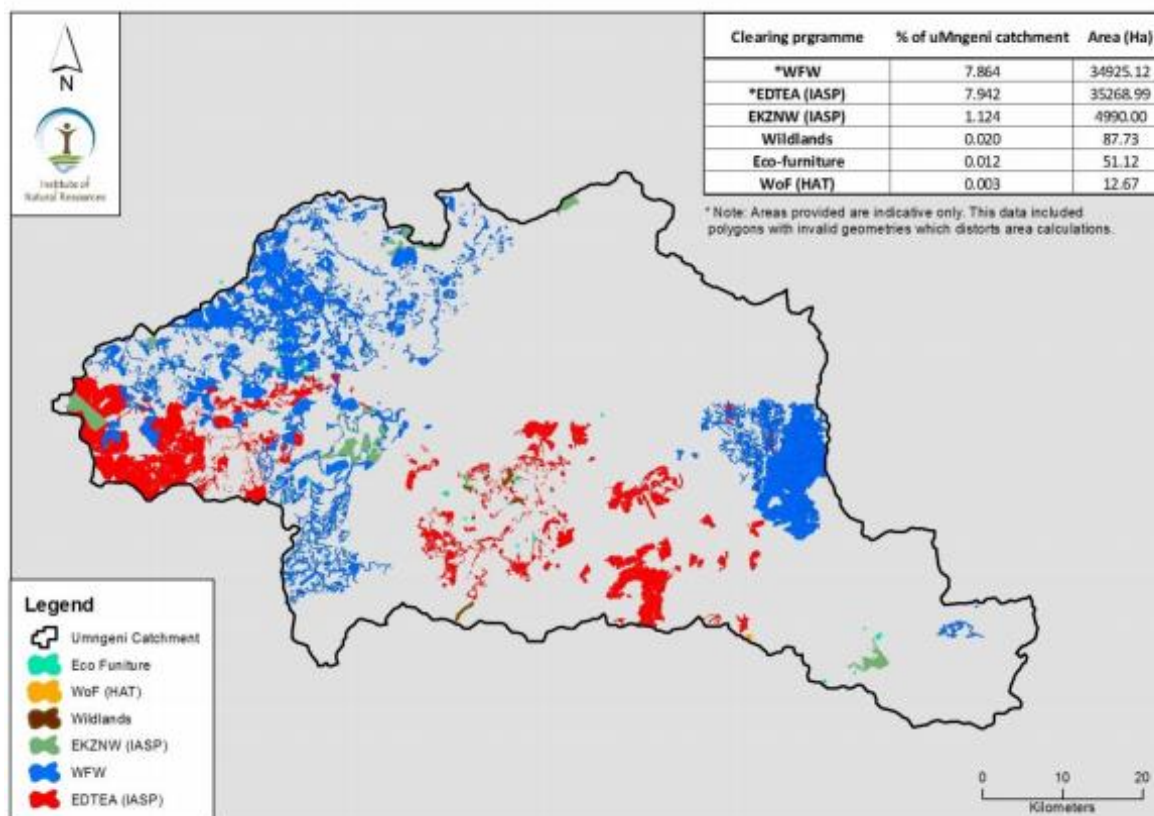 N
Institute of
Natural Resources
Clearing prgramme % of uMngeni catchment Area (Ha)
*WFW 7.864 34925.12
*EDTEA (IASP) 7.942 35268.99
EKZNW (IASP) 1.124 4990.00
Wildlands 0.020 87.73
Eco-furniture 0.012 51.12
WoF (HAT) 0.003 12.67
* Note: Areas provided are indicative only. This data included
polygons with invalid geometries which distorts area calculations.
Legend
Umngeni Catchment
Eco Funiture
WoF (HAT)
Wildlands
EKZNW (IASP)
WFW
EDTEA (IASP)
0 10 20
Kilometers